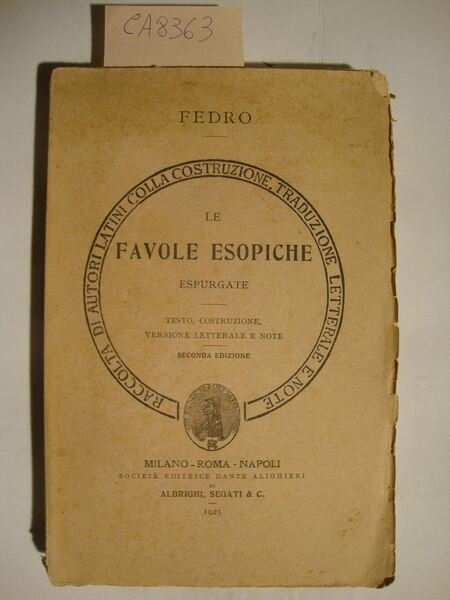 CA8363
FEDRO
RACCOLTA DI AUTORI LATINI COLLA COSTRUZIONE, TRADUZIONE LETTERALE E NOTE
LE
FAVOLE ESOPICHE
ESPURGATE
TESTO, COSTRUZIONE,
VERSIONE LETTERALE E NOTE
SECONDA EDIZIONE
MILANO - ROMA - NAPOLI
SOCIETÀ EDITRICE DANTE ALIGHIERI
DI
ALBRIGHI, SEGATI & C.
1925